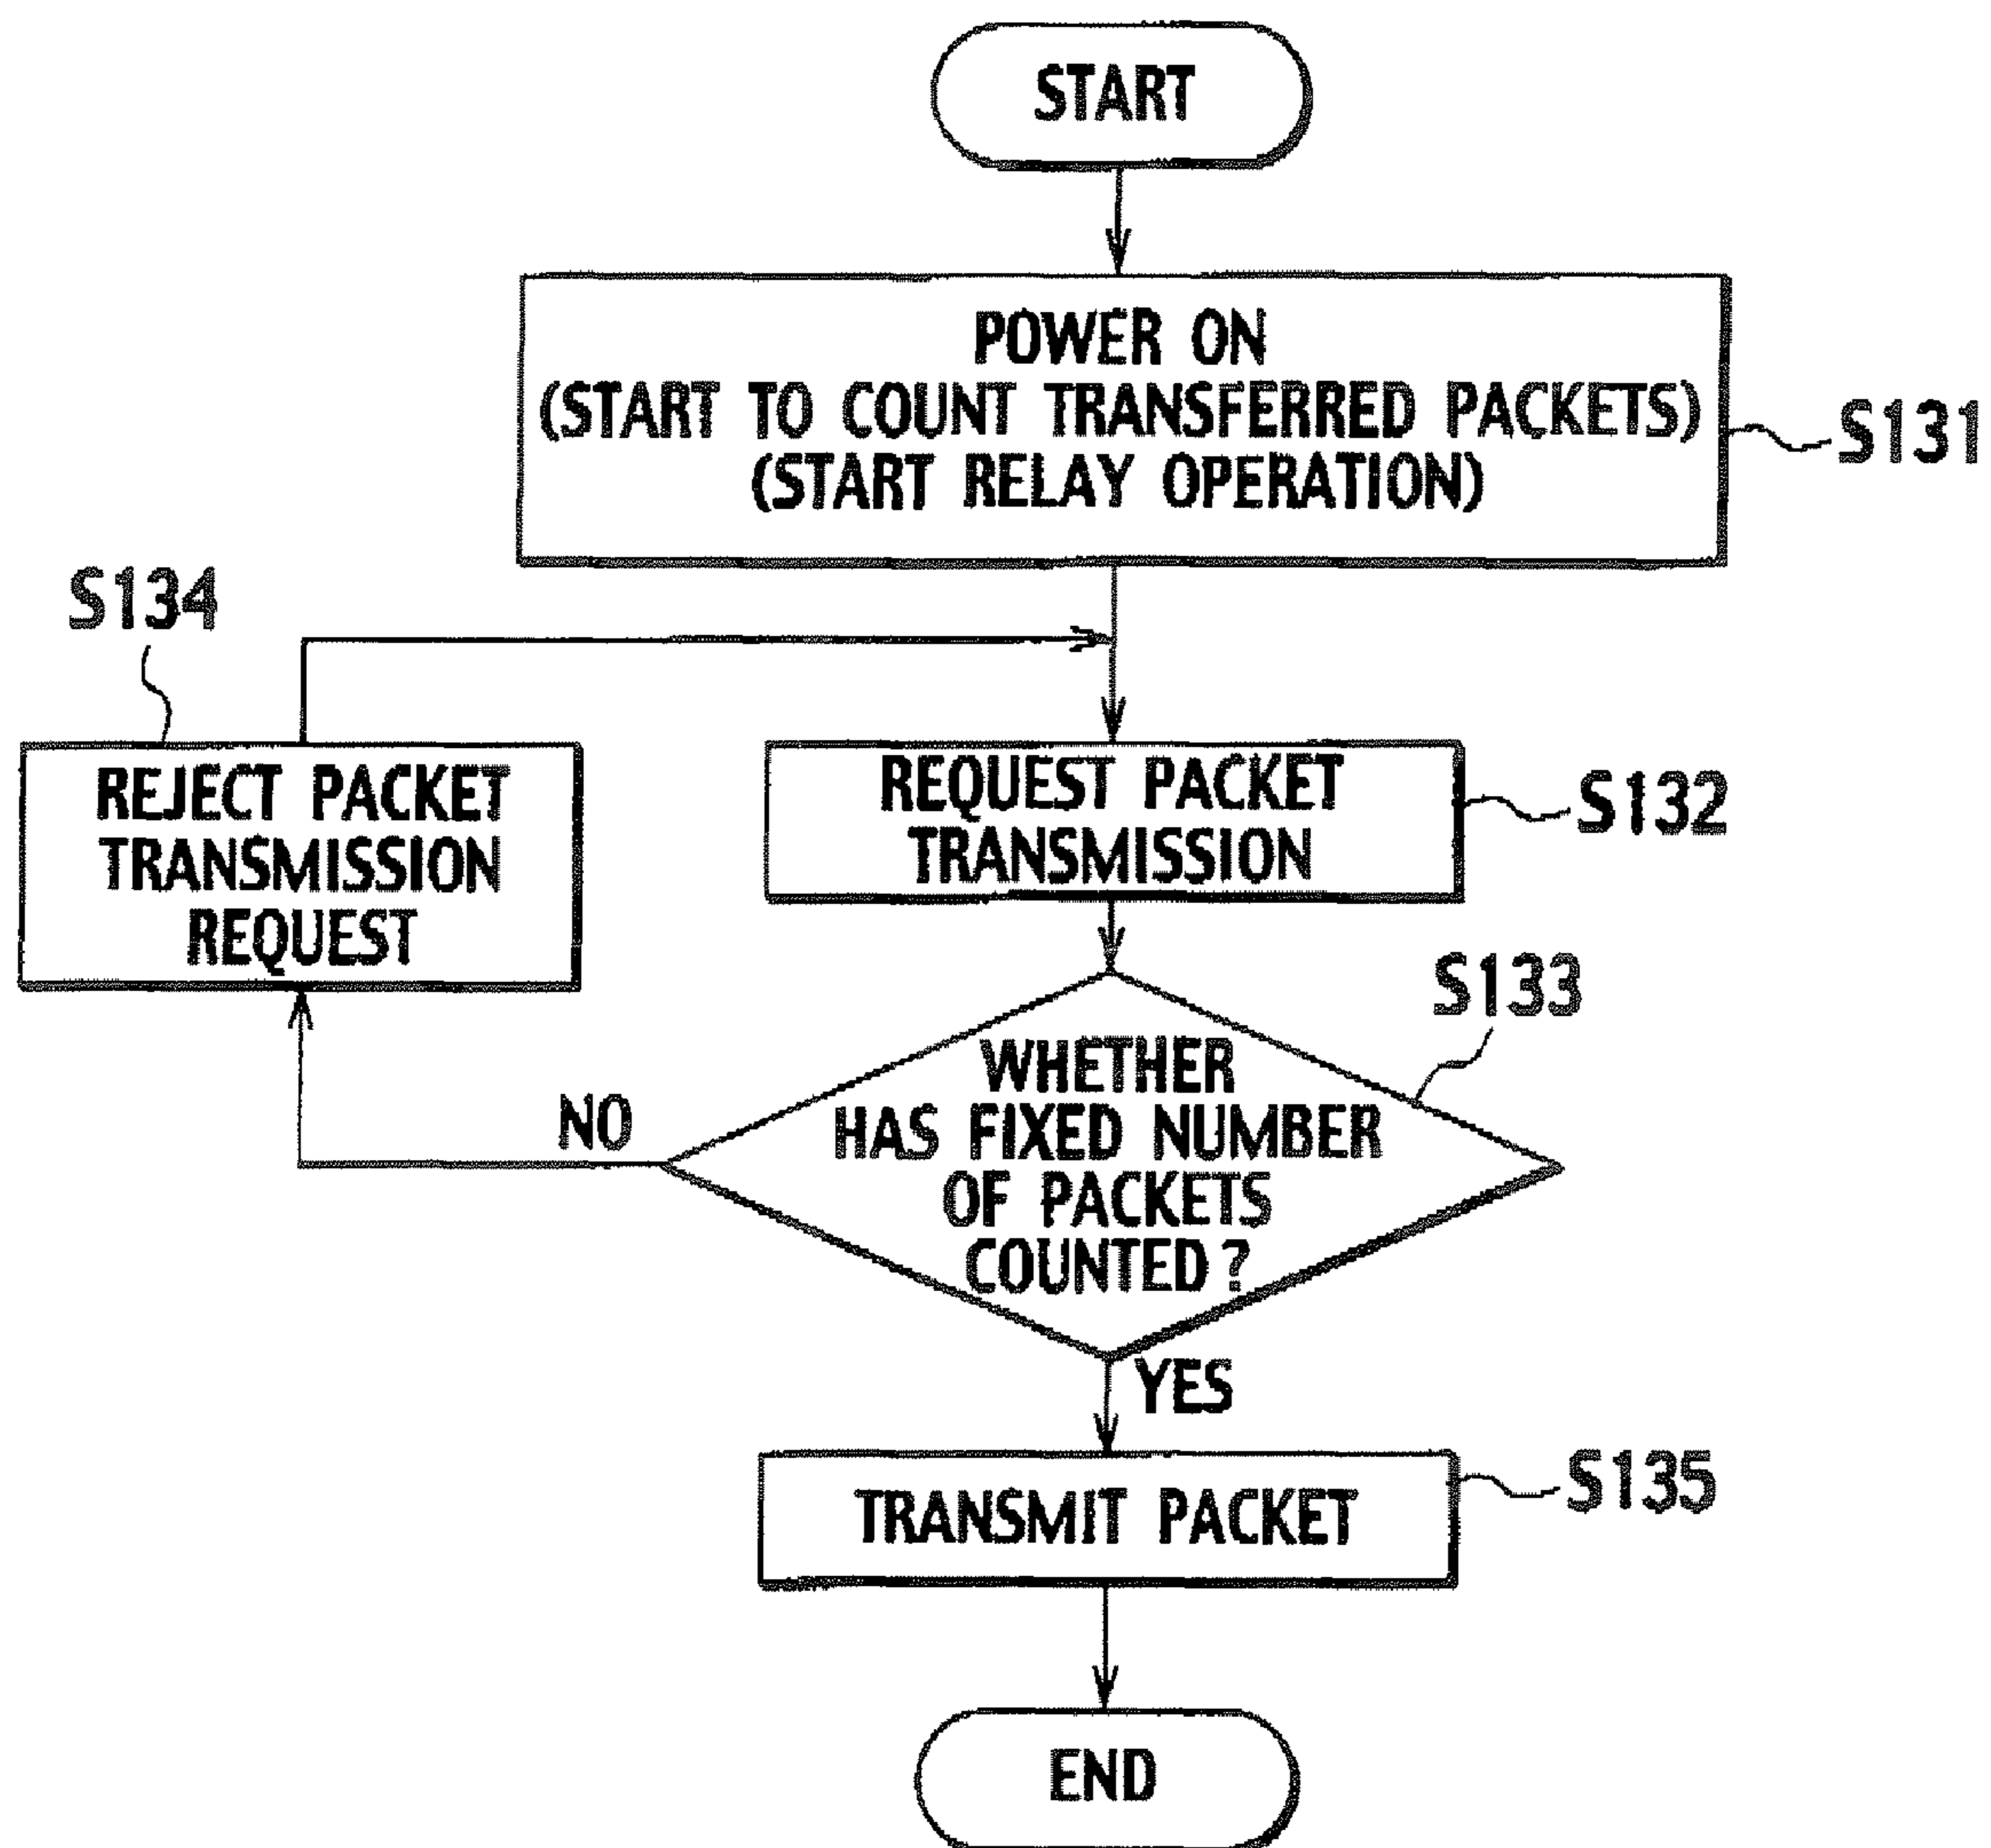 START
POWER ON
(START TO COUNT TRANSFERRED PACKETS)
(START RELAY OPERATION)
S131
S134
REJECT PACKET
TRANSMISSION
REQUEST
REQUEST PACKET
TRANSMISSION
S132
S133
WHETHER
HAS FIXED NUMBER
OF PACKETS
COUNTED?
NO
YES
TRANSMIT PACKET
S135
END